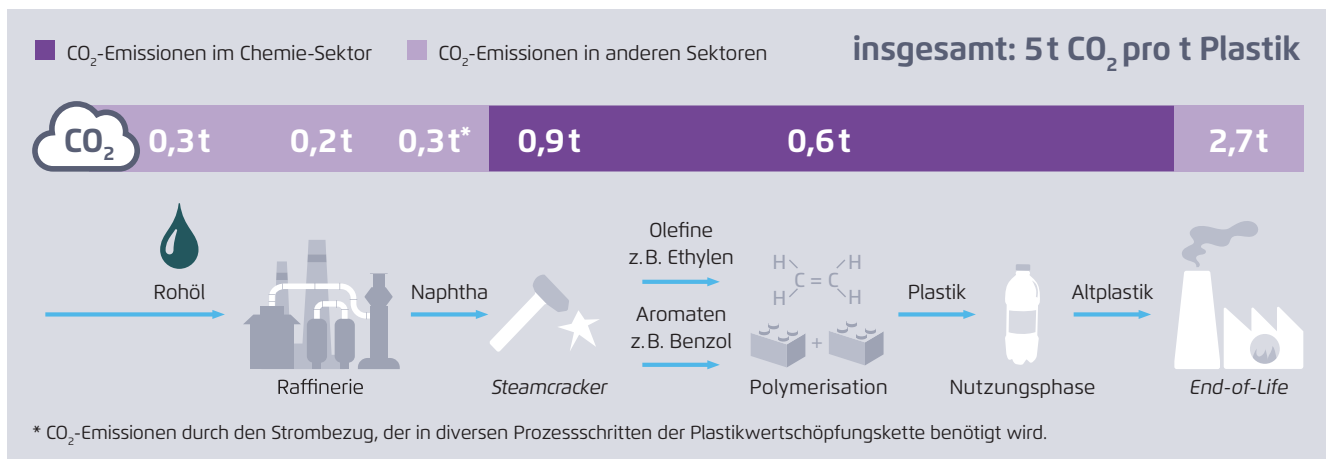 CO₂-Emissionen im Chemie-Sektor
CO₂-Emissionen in anderen Sektoren
insgesamt: 5 t CO₂ pro t Plastik
CO₂
0,3 t
0,2 t
0,3 t*
0,9 t
0,6 t
2,7 t
Rohöl
Raffinerie
Naphtha
Steamcracker
Olefine
z. B. Ethylen
Aromaten
z. B. Benzol
H H
C = C
H H
+
Polymerisation
Plastik
Nutzungsphase
Altplastik
End-of-Life
* CO₂-Emissionen durch den Strombezug, der in diversen Prozessschritten der Plastikwertschöpfungskette benötigt wird.